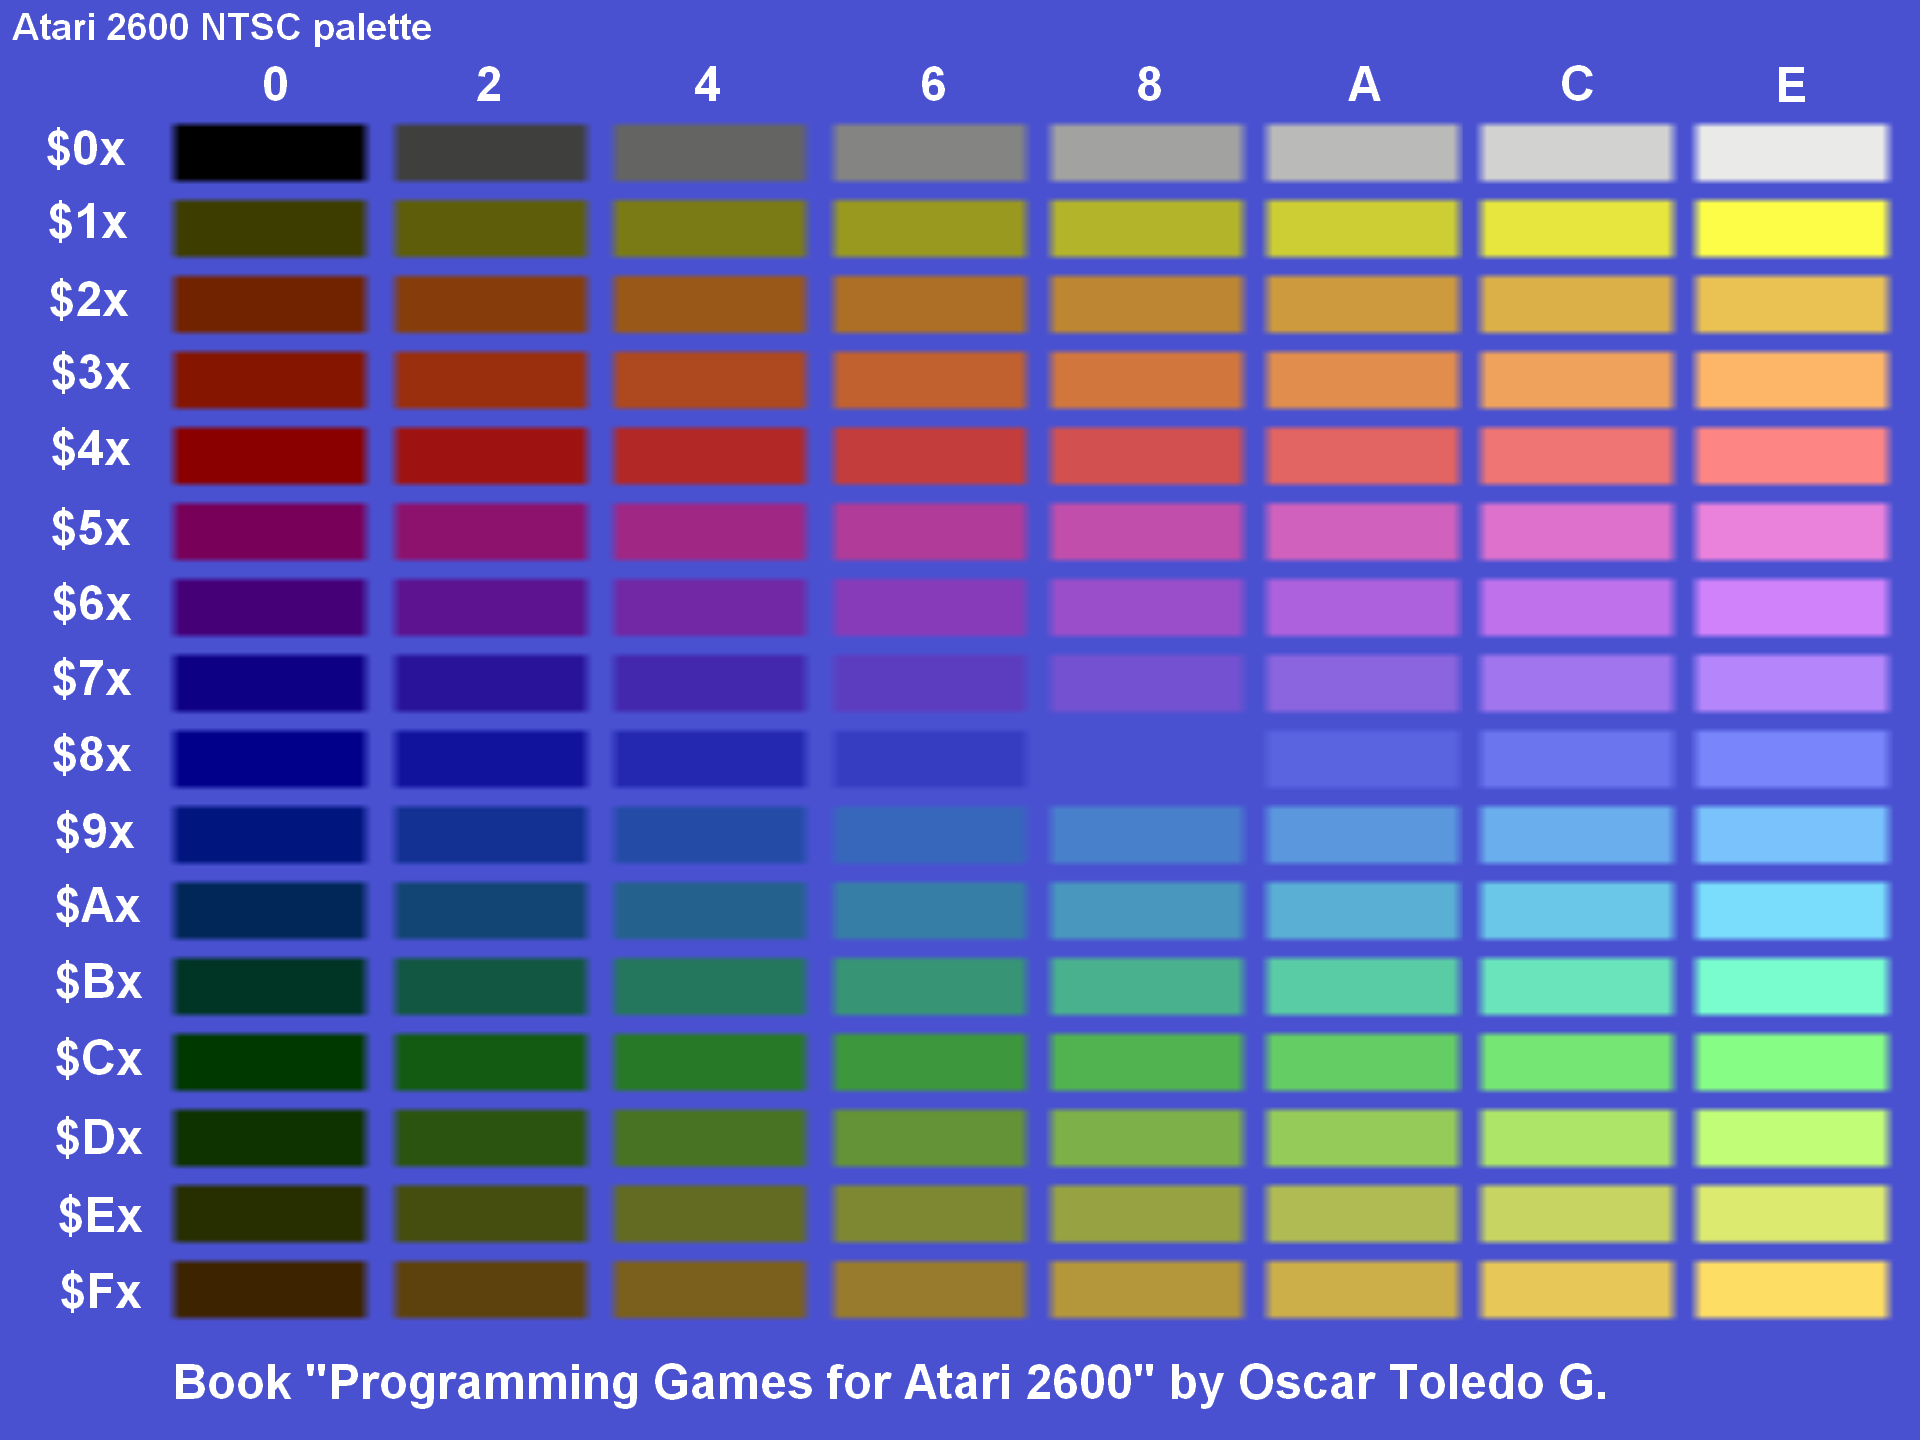 Atari 2600 NTSC palette
0 2 4 6 8 A C E
$0x
$1x
$2x
$3x
$4x
$5x
$6x
$7x
$8x
$9x
$Ax
$Bx
$Cx
$Dx
$Ex
$Fx
Book "Programming Games for Atari 2600" by Oscar Toledo G.